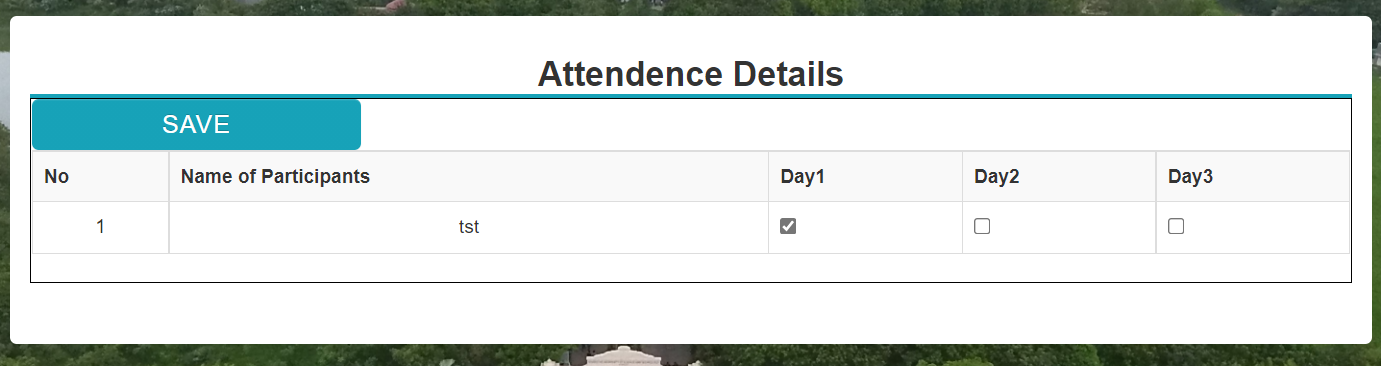 Attendence Details
SAVE
No Name of Participants Day1 Day2 Day3
1 tst